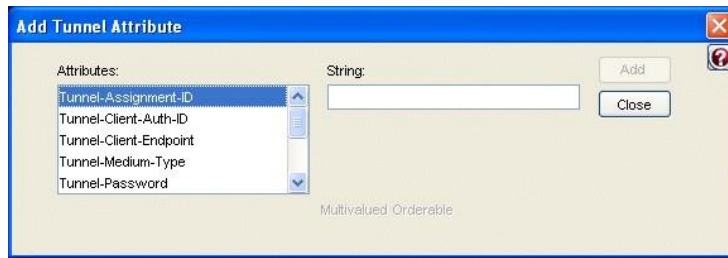 Add Tunnel Attribute
Attributes:
String:
Add
Tunnel-Assignment-ID
Tunnel-Client-Auth-ID
Close
Tunnel-Client-Endpoint
Tunnel-Medium-Type
Tunnel-Password
Multivalued Orderable